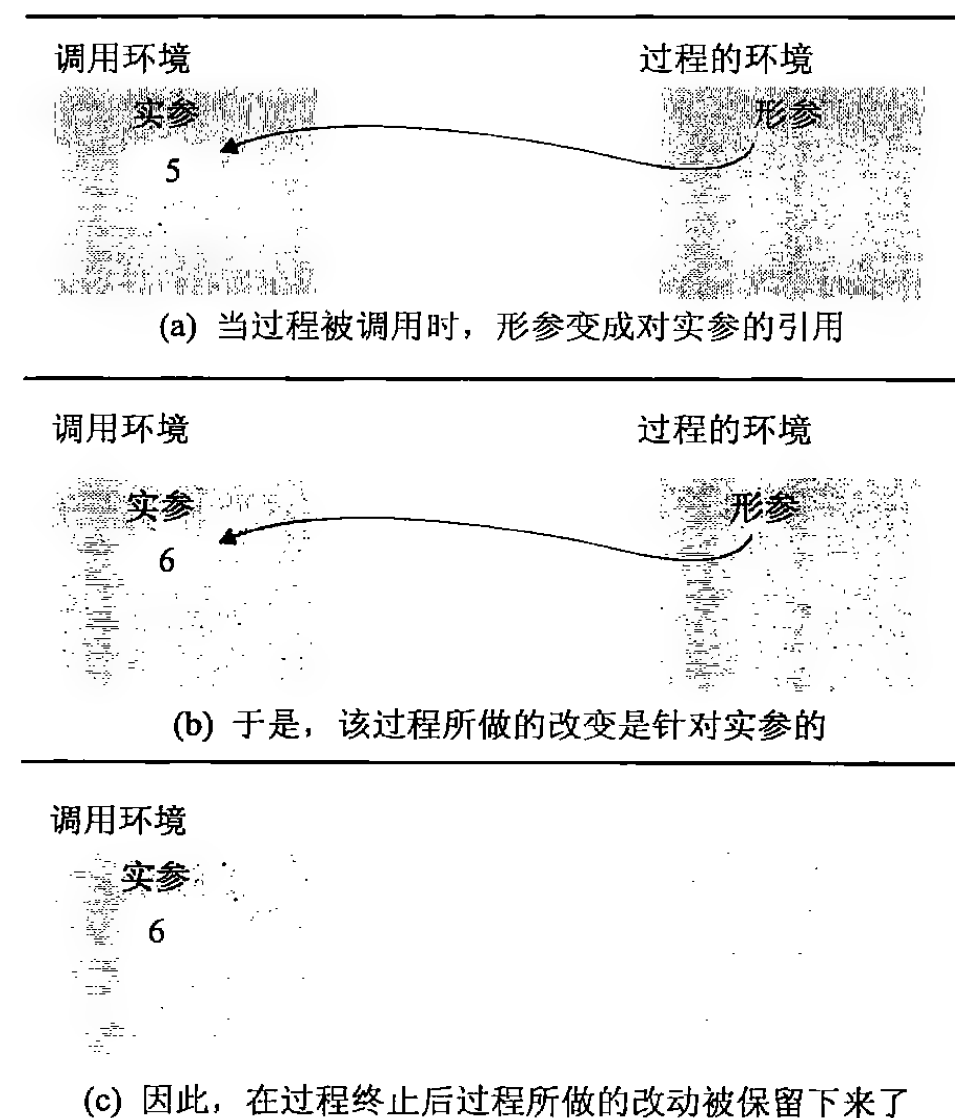 调用环境 过程的环境
实参 形参
5
(a) 当过程被调用时，形参变成对实参的引用
调用环境 过程的环境
实参 形参
6
(b) 于是，该过程所做的改变是针对实参的
调用环境
实参
6
(c) 因此，在过程终止后过程所做的改动被保留下来了